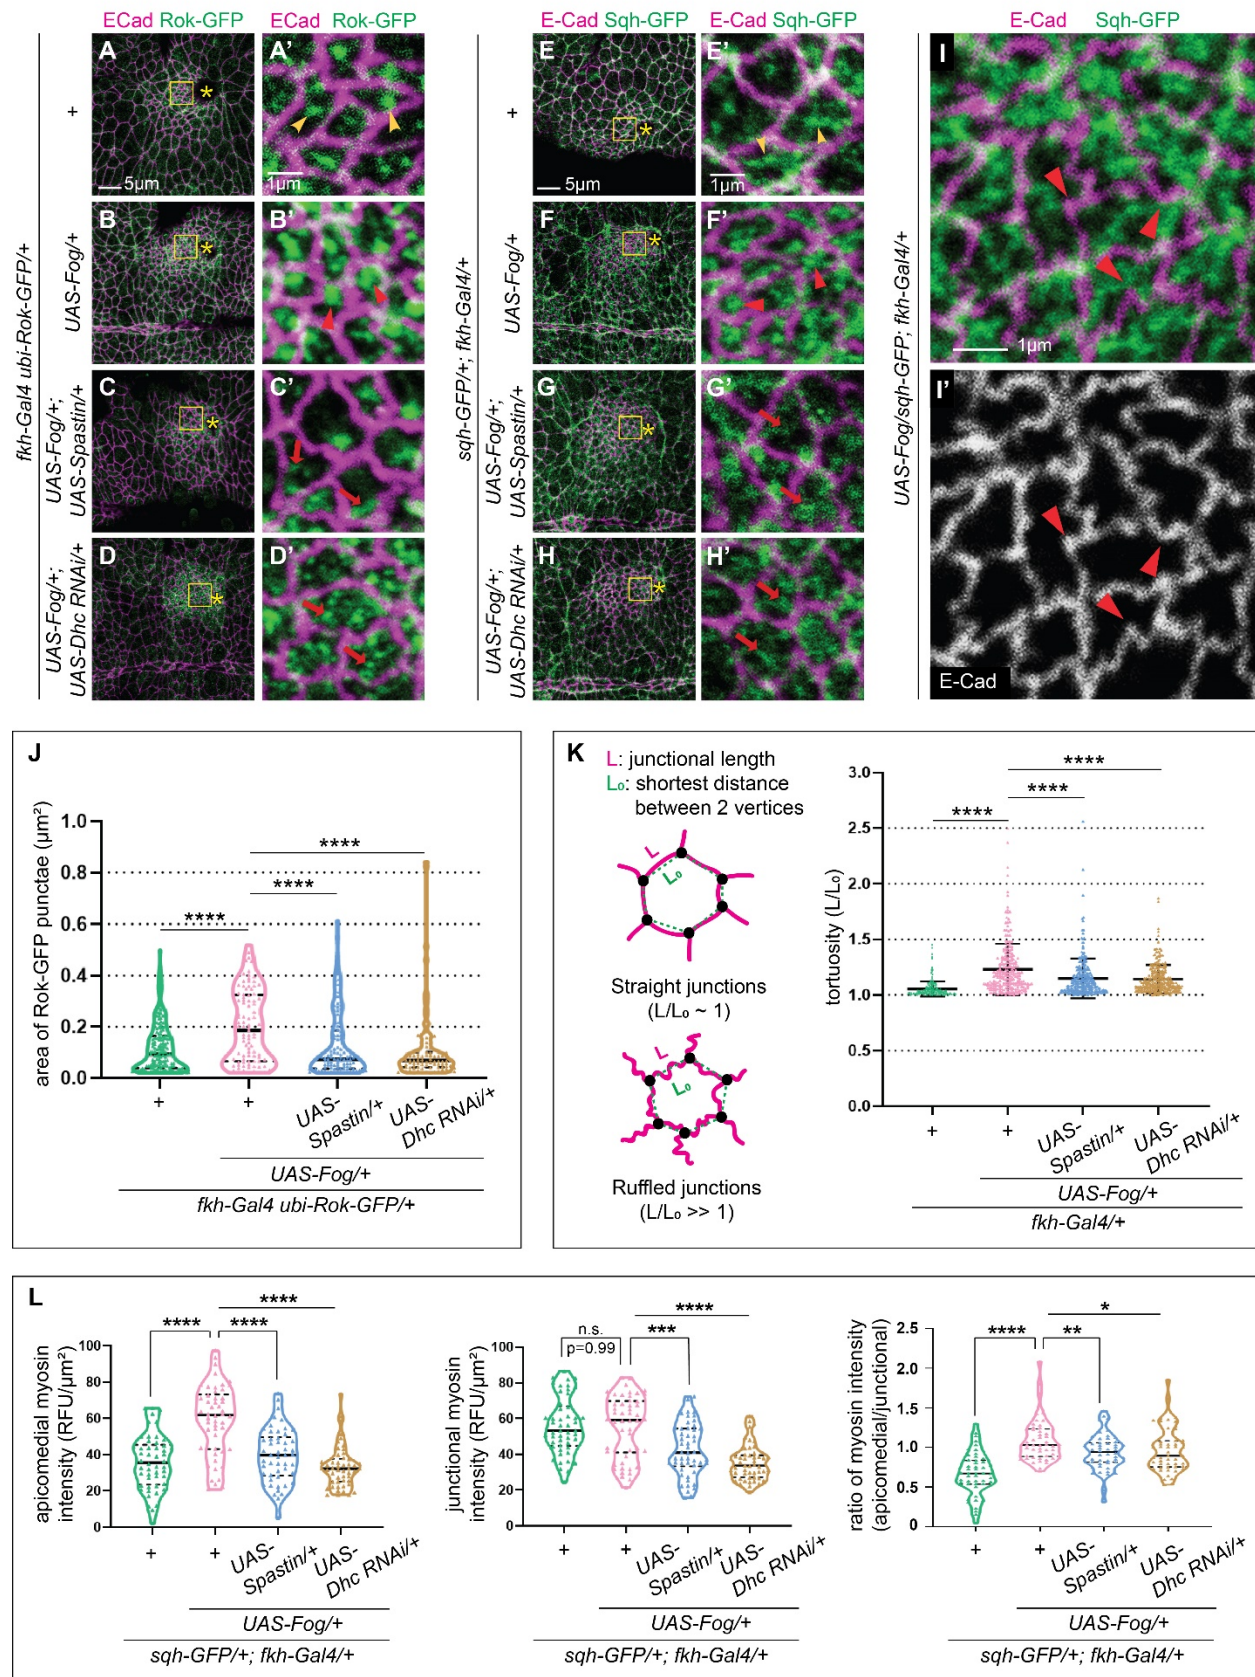 ECad Rok-GFP
ECad Rok-GFP
fkh-Gal4 ubi-Rok-GFP/+
+
A
*
5µm
A'
1µm
UAS-Fog/+
B
*
B'
UAS-Fog/+;
UAS-Spastin/+
C
*
C'
UAS-Fog/+;
UAS-Dhc RNAi/+
D
*
D'
E-Cad Sqh-GFP
E-Cad Sqh-GFP
sqh-GFP/+; fkh-Gal4/+
+
E
*
5µm
E'
1µm
UAS-Fog/+
F
*
F'
UAS-Fog/+;
UAS-Spastin/+
G
*
G'
UAS-Fog/+;
UAS-Dhc RNAi/+
H
*
H'
E-Cad Sqh-GFP
UAS-Fog/sqh-GFP; fkh-Gal4/+
I
1µm
I'
E-Cad
J
area of Rok-GFP punctae (µm²)
1.0
0.8
0.6
0.4
0.2
0.0
****
****
****
+
+
UAS-
Spastin/+
UAS-
Dhc RNAi/+
UAS-Fog/+
fkh-Gal4 ubi-Rok-GFP/+
K
L: junctional length
L₀: shortest distance
between 2 vertices
L
L₀
Straight junctions
(L/L₀ ~ 1)
L
L₀
Ruffled junctions
(L/L₀ >> 1)
tortuosity (L/L₀)
3.0
2.5
2.0
1.5
1.0
0.5
0.0
****
****
****
+
+
UAS-
Spastin/+
UAS-
Dhc RNAi/+
UAS-Fog/+
fkh-Gal4/+
L
apicomedial myosin
intensity (RFU/µm²)
100
80
60
40
20
0
****
****
****
+
+
UAS-
Spastin/+
UAS-
Dhc RNAi/+
UAS-Fog/+
sqh-GFP/+; fkh-Gal4/+
junctional myosin
intensity (RFU/µm²)
100
80
60
40
20
0
n.s.
p=0.99
***
****
+
+
UAS-
Spastin/+
UAS-
Dhc RNAi/+
UAS-Fog/+
sqh-GFP/+; fkh-Gal4/+
ratio of myosin intensity
(apicomedial/junctional)
2.5
2.0
1.5
1.0
0.5
0
****
**
*
+
+
UAS-
Spastin/+
UAS-
Dhc RNAi/+
UAS-Fog/+
sqh-GFP/+; fkh-Gal4/+